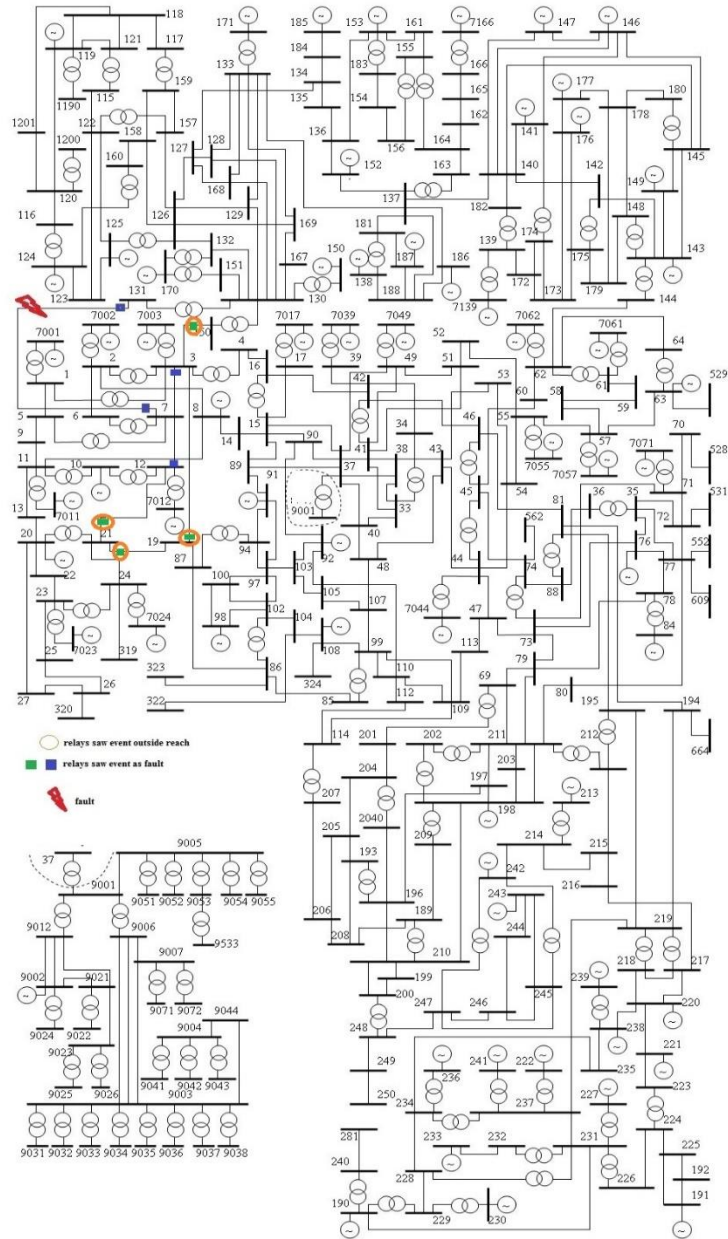 118
171 185 153 161 7166 147 146
119 121 117 133 184 183 155 166
1190 115 159 134 165 177 180
1201 122 158 157 135 154 162 141 176 178
1200 127 128 136 156 164 140 142 145
160 168 152 163 149
120 126 129 137 182 148
116 125 169 181 139 174 175 143
124 132 167 150 187 186 172
123 131 170 151 130 138 188 7139 173 179 144
7001 7002 7003 50 7017 7039 7049 52 7062 7061 64
1 2 3 4 16 17 39 49 51 62 61 529
42 53 60 58 59 63
5 6 7 8 15 34 46 55 70
9 14 90 41 38 43 57 7071 528
11 10 12 89 37 7055 7057 71
7012 91 9001 33 45 54 81 36 35 72 531
13 7011 40 562 76 552
20 21 19 94 92 44 74 77
22 87 103 48 88 78 609
24 100 97 105 7044 47 73 84
23 7024 102 104 107
98 99 113 79
25 7023 319 323 86 108 110 69 80
27 26 324 85 112 109 195 194
320 322 114 201 202 211 212 664
relays saw event outside reach
relays saw event as fault
fault
204 197 203
207 198 213
205 2040 209 214 215
193 242 216
37 9005 196 243
9001 9051 9052 9053 9054 9055 206 208 189 244 219
9012 9006 9533 210 218 217
9007 199 239
9002 9021 200 247 246 245 220
9071 9072 9044 248 238
9024 9022 9004 249 235 221
9023 9041 9042 9043 250 236 241 222 223
9025 9026 9003 234 237 227 224
281 233 232 231
9031 9032 9033 9034 9035 9036 9037 9038 240 228 226 225
192
190 229 230 191